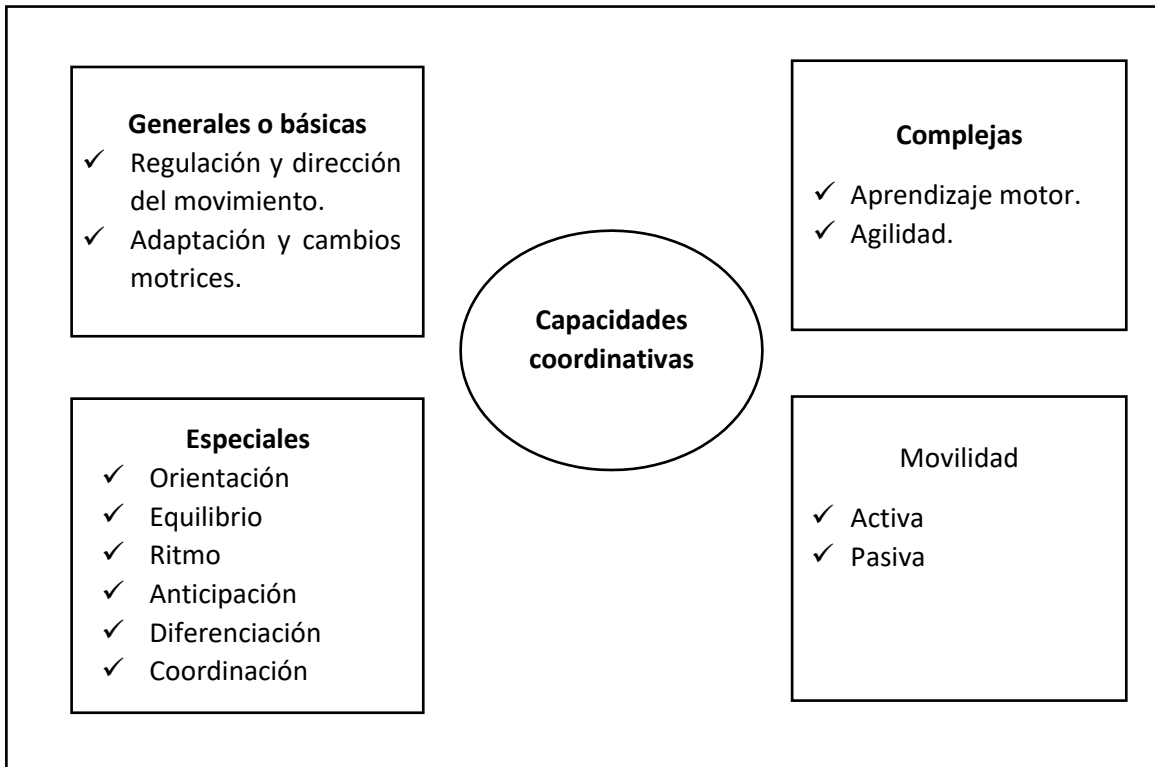 Generales o básicas
✓ Regulación y dirección
del movimiento.
✓ Adaptación y cambios
motrices.
Complejas
✓ Aprendizaje motor.
✓ Agilidad.
Capacidades
coordinativas
Especiales
✓ Orientación
✓ Equilibrio
✓ Ritmo
✓ Anticipación
✓ Diferenciación
✓ Coordinación
Movilidad
✓ Activa
✓ Pasiva